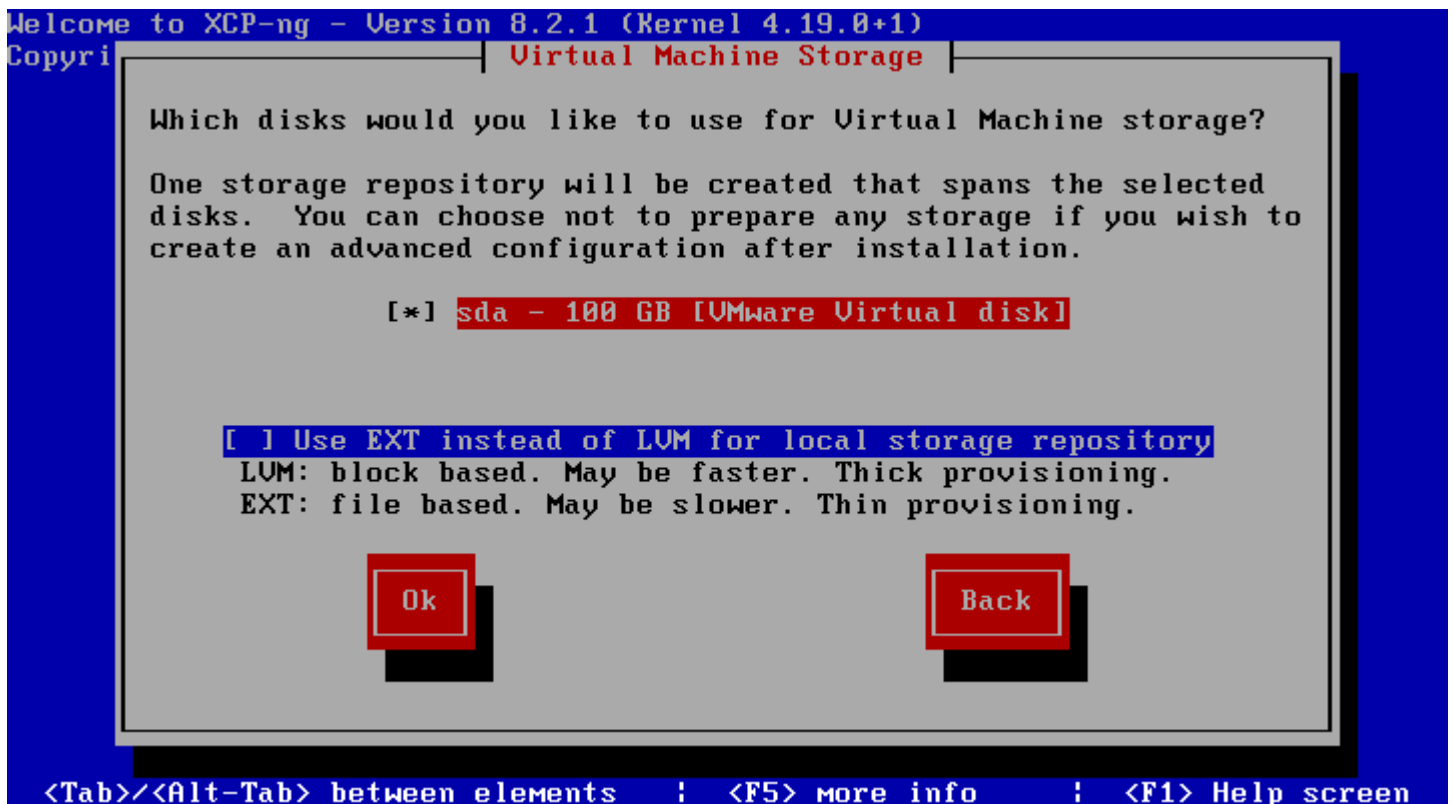 Welcome to XCP-ng - Version 8.2.1 (Kernel 4.19.0+1)
Copyri
Virtual Machine Storage
Which disks would you like to use for Virtual Machine storage?
One storage repository will be created that spans the selected
disks.  You can choose not to prepare any storage if you wish to
create an advanced configuration after installation.
[*] sda - 100 GB [VMware Virtual disk]
[ ] Use EXT instead of LVM for local storage repository
LVM: block based. May be faster. Thick provisioning.
EXT: file based. May be slower. Thin provisioning.
Ok Back
<Tab>/<Alt-Tab> between elements | <F5> more info | <F1> Help screen